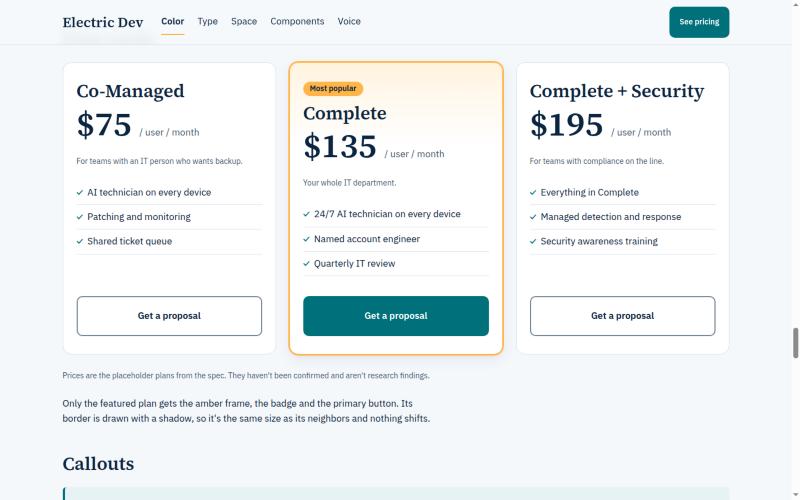 Electric Dev
Color
Type
Space
Components
Voice
See pricing
Co-Managed
$75 / user / month
For teams with an IT person who wants backup.
AI technician on every device
Patching and monitoring
Shared ticket queue
Get a proposal
Most popular
Complete
$135 / user / month
Your whole IT department.
24/7 AI technician on every device
Named account engineer
Quarterly IT review
Get a proposal
Complete + Security
$195 / user / month
For teams with compliance on the line.
Everything in Complete
Managed detection and response
Security awareness training
Get a proposal
Prices are the placeholder plans from the spec. They haven't been confirmed and aren't research findings.
Only the featured plan gets the amber frame, the badge and the primary button. Its
border is drawn with a shadow, so it's the same size as its neighbors and nothing shifts.
Callouts